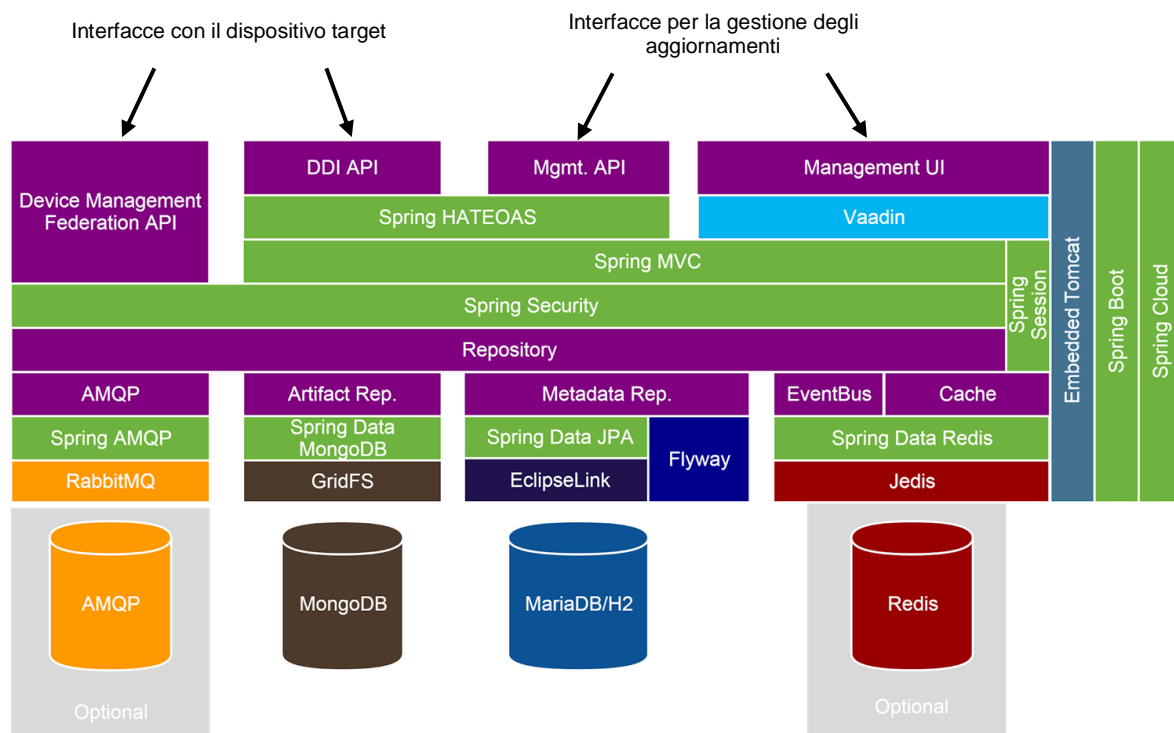 Interfacce con il dispositivo target
Interfacce per la gestione degli
aggiornamenti
Device Management
Federation API
DDI API
Mgmt. API
Management UI
Spring HATEOAS
Vaadin
Spring MVC
Spring
Session
Embedded Tomcat
Spring Boot
Spring Cloud
Spring Security
Repository
AMQP
Artifact Rep.
Metadata Rep.
EventBus
Cache
Spring AMQP
Spring Data
MongoDB
Spring Data JPA
Flyway
Spring Data Redis
RabbitMQ
GridFS
EclipseLink
Jedis
AMQP
MongoDB
MariaDB/H2
Redis
Optional
Optional